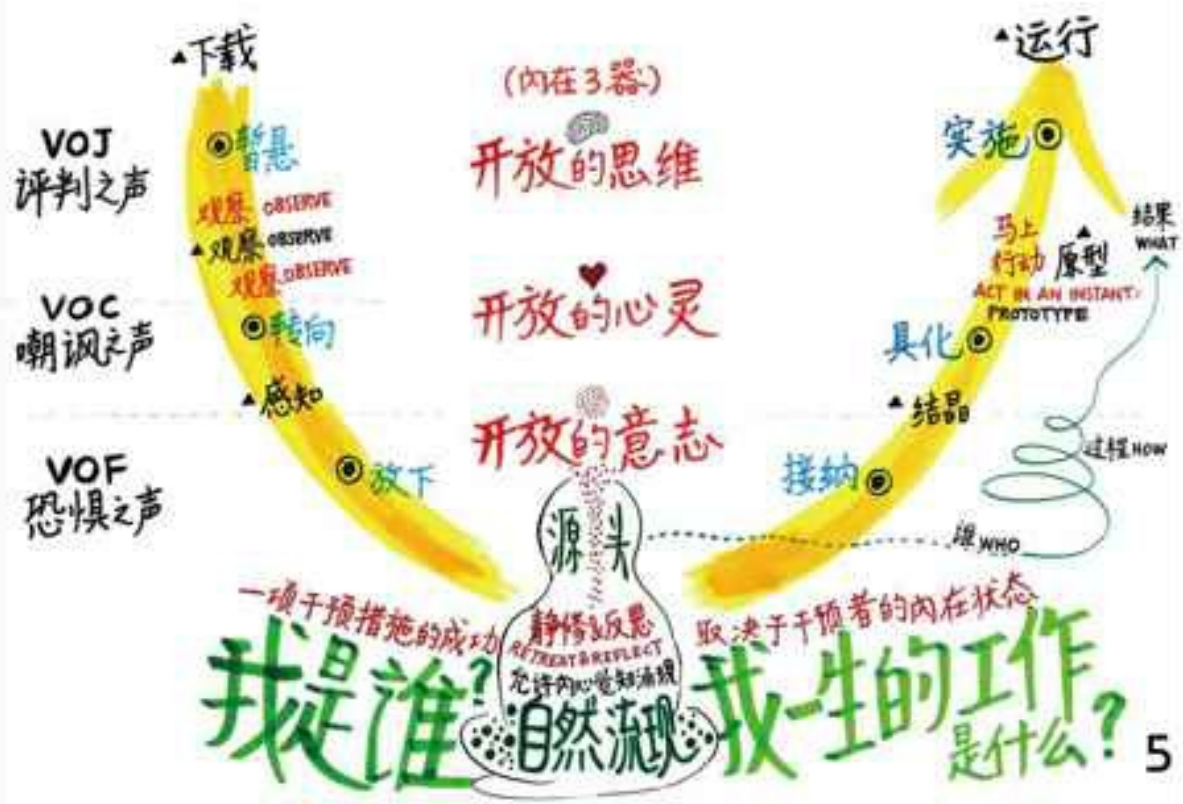 ▲下载
VOJ
评判之声
暂悬
观察 OBSERVE
▲观察 OBSERVE
观察 OBSERVE
VOC
嘲讽之声
转向
▲感知
VOF
恐惧之声
放下
(内在3器)
开放的思维
开放的心灵
开放的意志
源头
静修&反思
RETREAT & REFLECT
允许内心觉知涌现
自然流现
▲运行
实施
马上
行动
▲原型
ACT IN AN INSTANT:
PROTOTYPE
具化
▲结晶
接纳
结果
WHAT
过程HOW
谁WHO
一项干预措施的成功
取决于干预者的内在状态
我是谁?
我一生的工作
是什么?
5